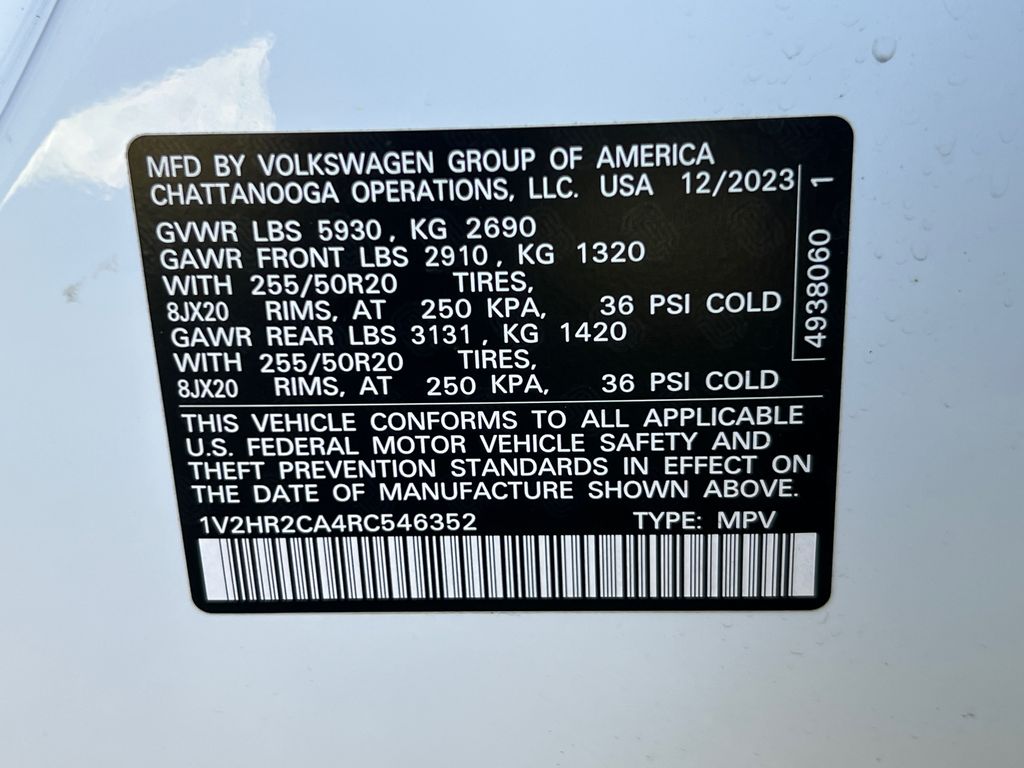 MFD BY VOLKSWAGEN GROUP OF AMERICA
CHATTANOOGA OPERATIONS, LLC. USA 12/2023
GVWR LBS 5930, KG 2690
GAWR FRONT LBS 2910, KG 1320
WITH 255/50R20 TIRES,
8JX20 RIMS, AT 250 KPA, 36 PSI COLD
GAWR REAR LBS 3131, KG 1420
WITH 255/50R20 TIRES,
8JX20 RIMS, AT 250 KPA, 36 PSI COLD
4938060 1
THIS VEHICLE CONFORMS TO ALL APPLICABLE
U.S. FEDERAL MOTOR VEHICLE SAFETY AND
THEFT PREVENTION STANDARDS IN EFFECT ON
THE DATE OF MANUFACTURE SHOWN ABOVE.
1V2HR2CA4RC546352 TYPE: MPV